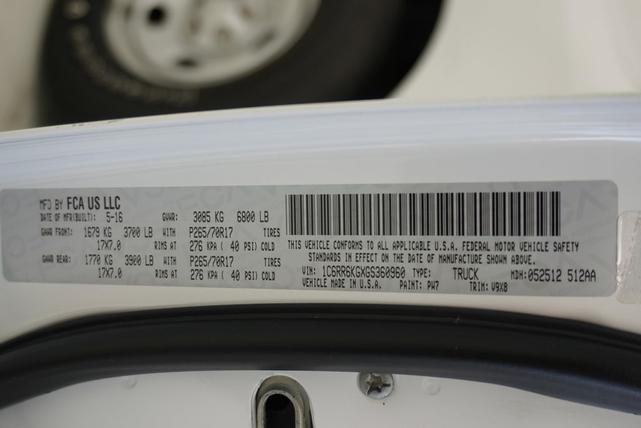 MFD BY FCA US LLC
DATE OF MFR(BUILT): 5-16 GVWR: 3085 KG 6800 LB
GAWR FRONT: 1679 KG 3700 LB WITH P265/70R17 TIRES
17X7.0 RIMS AT 276 KPA ( 40 PSI) COLD
GAWR REAR: 1770 KG 3900 LB WITH P265/70R17 TIRES
17X7.0 RIMS AT 276 KPA ( 40 PSI) COLD
THIS VEHICLE CONFORMS TO ALL APPLICABLE U.S.A. FEDERAL MOTOR VEHICLE SAFETY
STANDARDS IN EFFECT ON THE DATE OF MANUFACTURE SHOWN ABOVE
VIN: 1C6RR6KGXGS360960 TYPE: TRUCK MDH: 052512 512AA
VEHICLE MADE IN U.S.A. PAINT: PW7 TRIM: V9X8